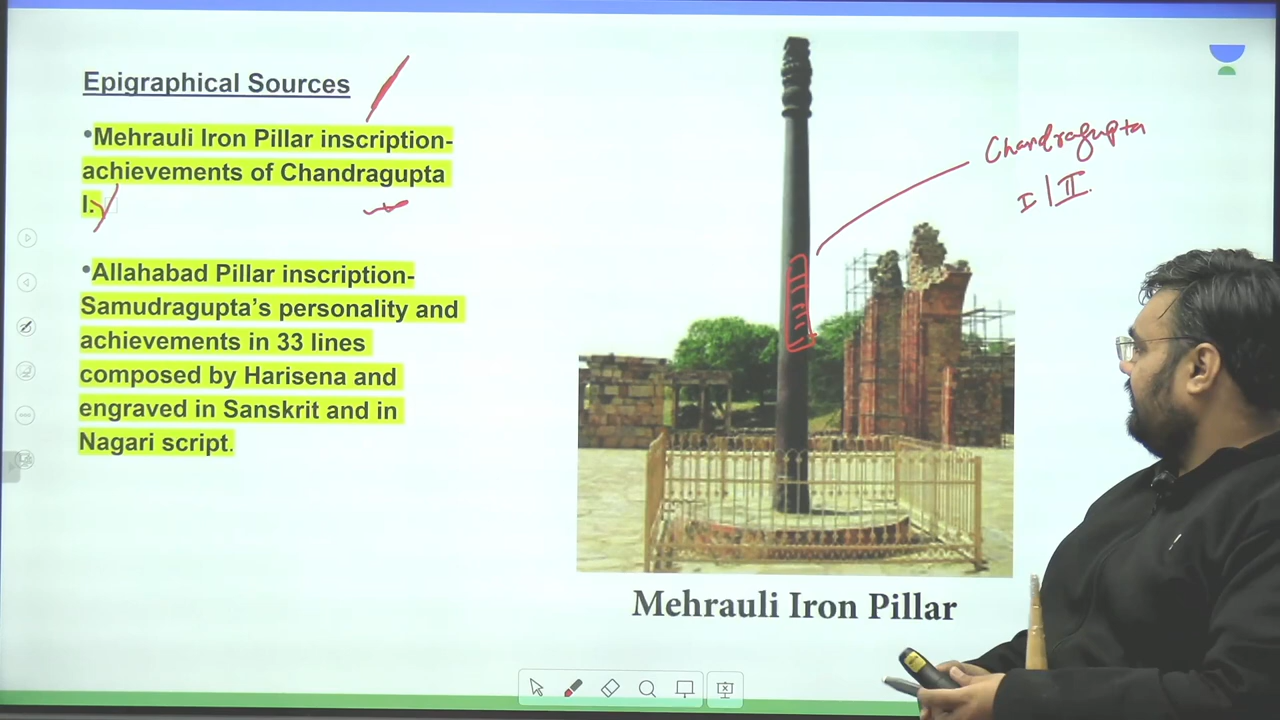 Epigraphical Sources
•Mehrauli Iron Pillar inscription-
achievements of Chandragupta
I.
•Allahabad Pillar inscription-
Samudragupta's personality and
achievements in 33 lines
composed by Harisena and
engraved in Sanskrit and in
Nagari script.
Chandragupta
I / II.
Mehrauli Iron Pillar